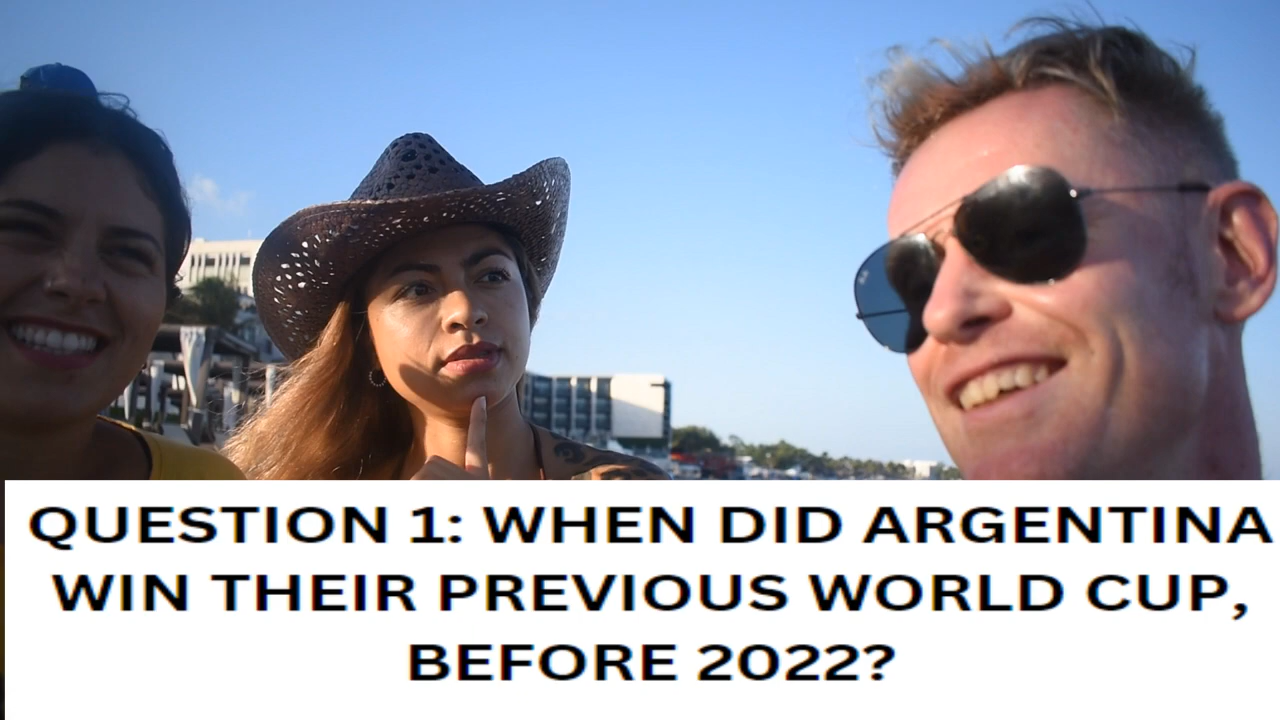 QUESTION 1: WHEN DID ARGENTINA
WIN THEIR PREVIOUS WORLD CUP,
BEFORE 2022?